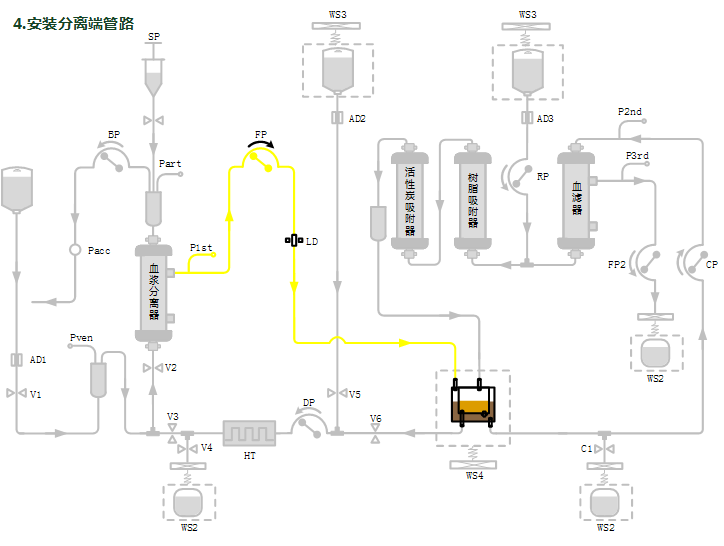 4.安装分离端管路
SP
WS3
WS3
BP
FP
AD2
AD3
P2nd
Part
P3rd
活性炭吸附器
树脂吸附器
RP
血滤器
Pacc
P1st
LD
血浆分离器
FP2
CP
Pven
AD1
V2
WS2
V1
V5
DP
V3
V6
V4
HT
C1
WS4
WS2
WS2